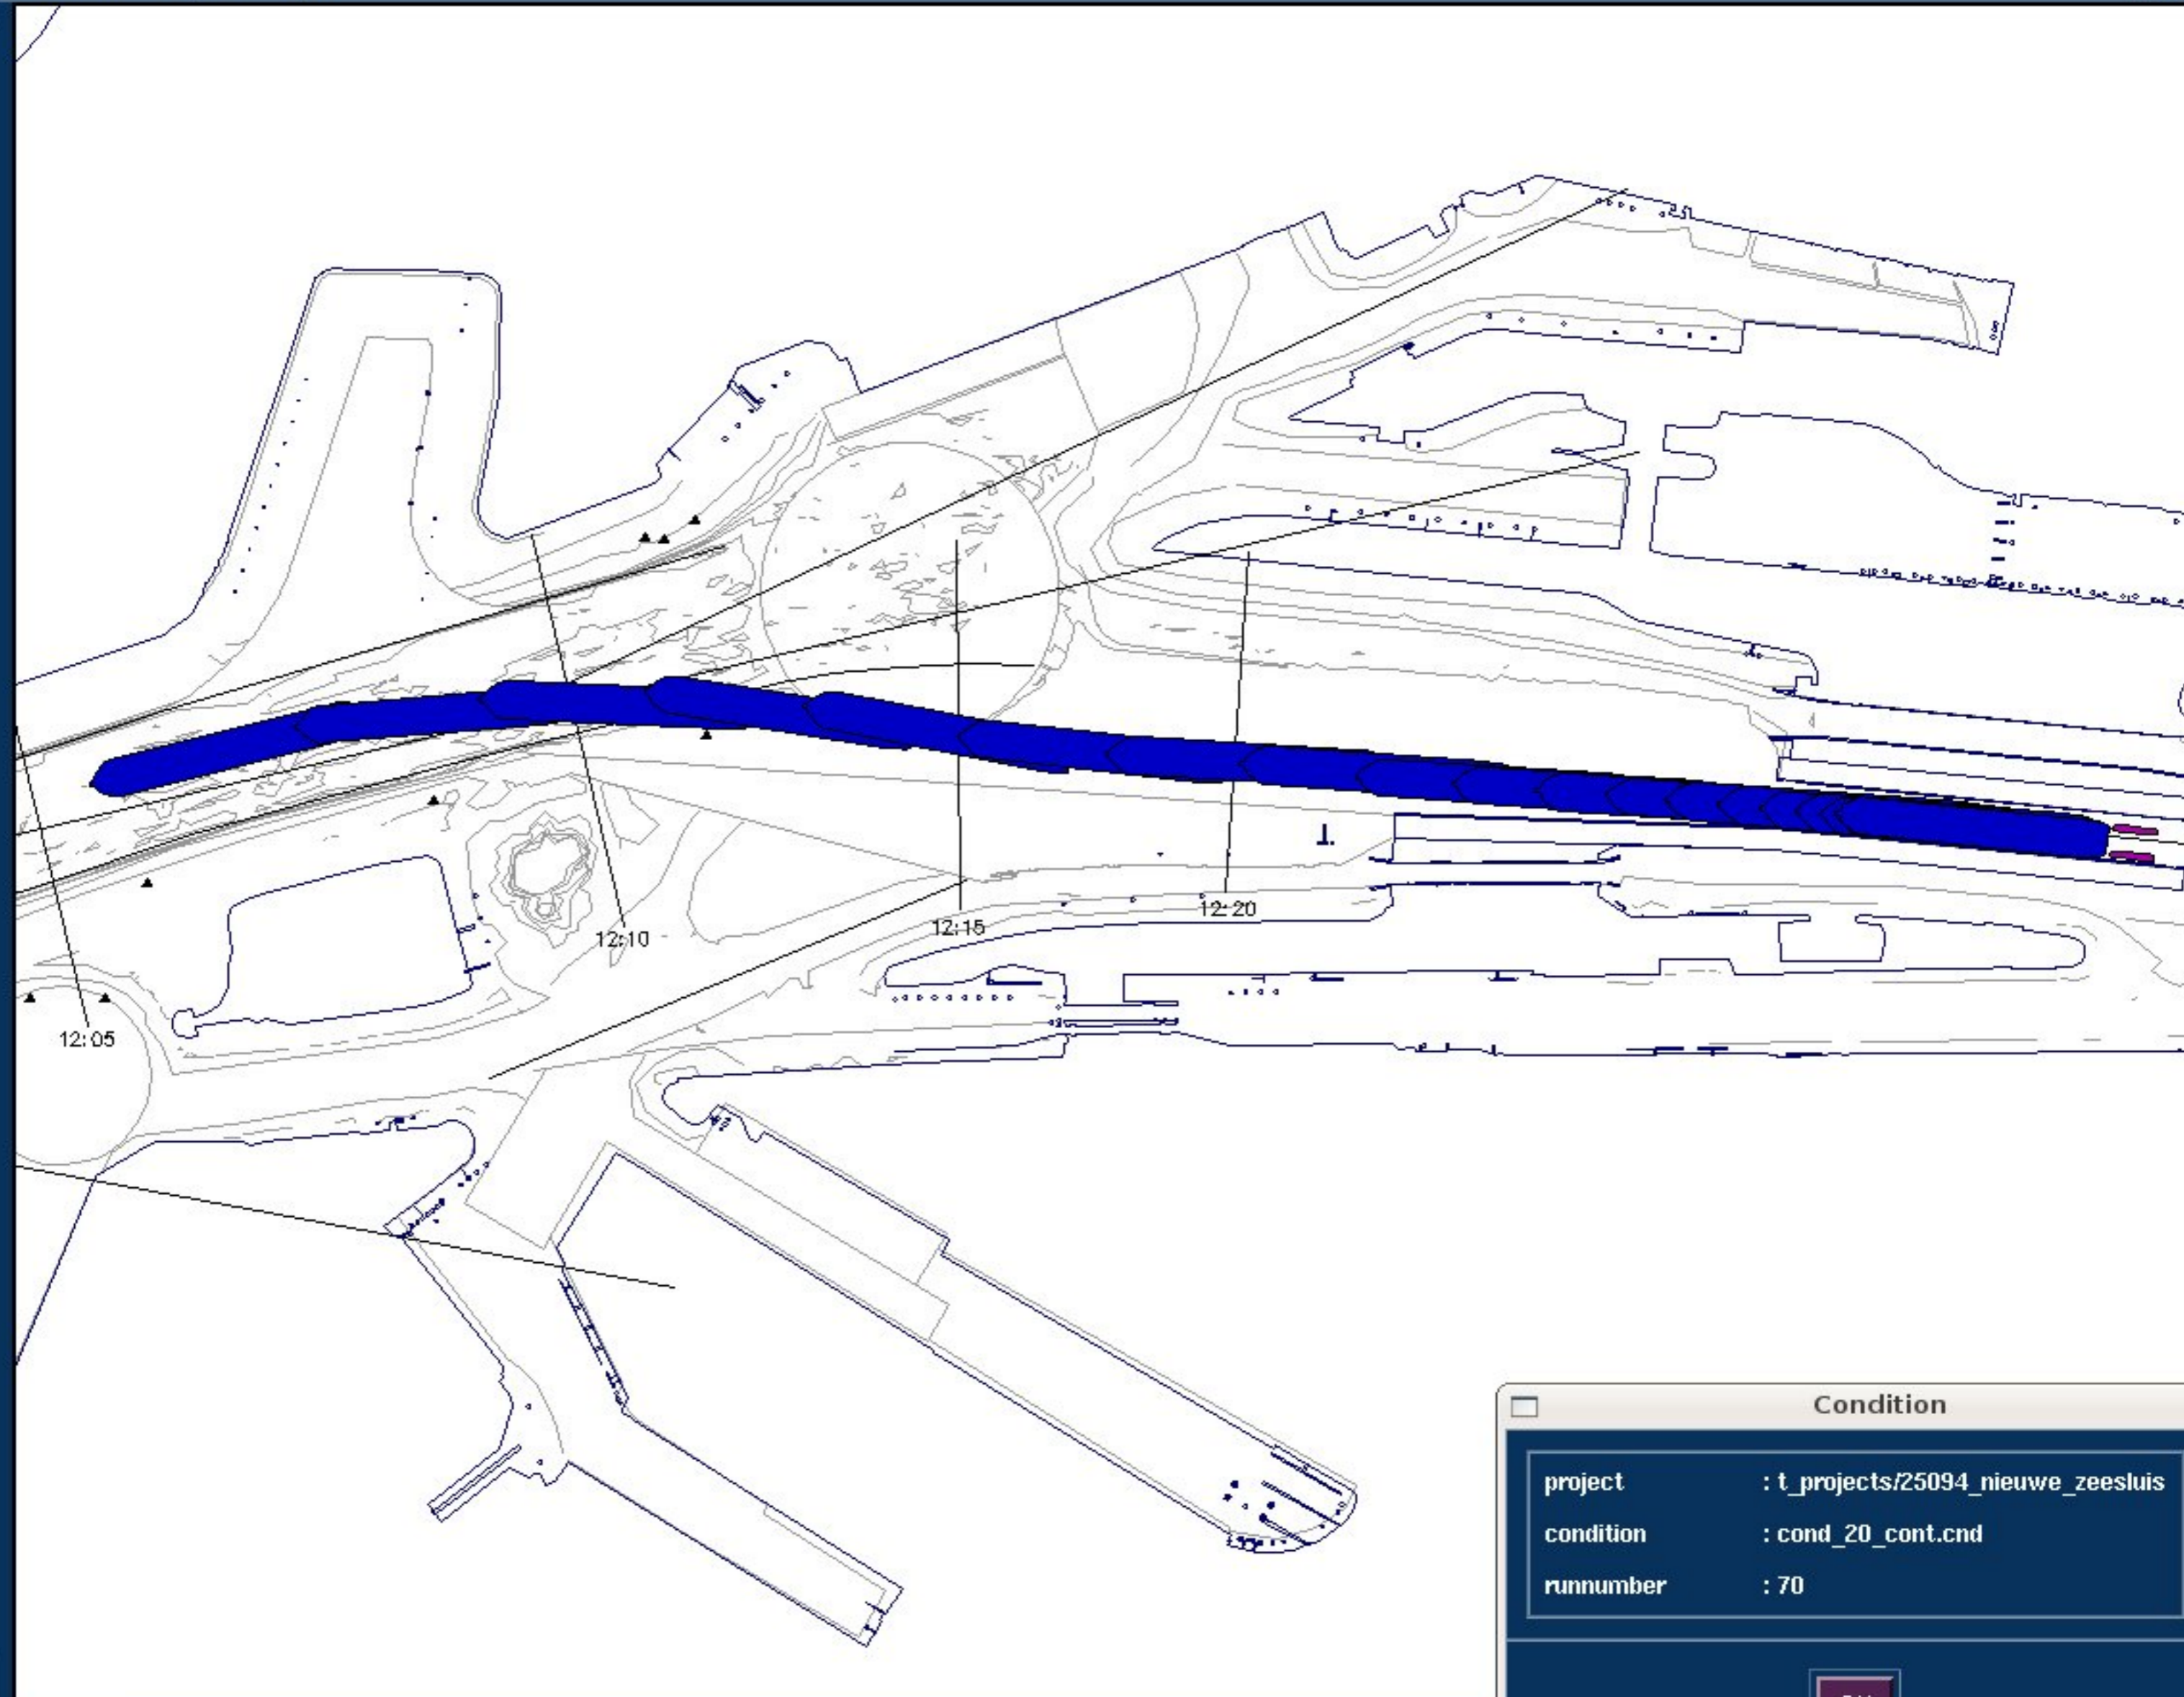 12:20
12:15
12:10
12:05
Condition
project : t_projects/25094_nieuwe_zeesluis
condition : cond_20_cont.cnd
runnumber : 70